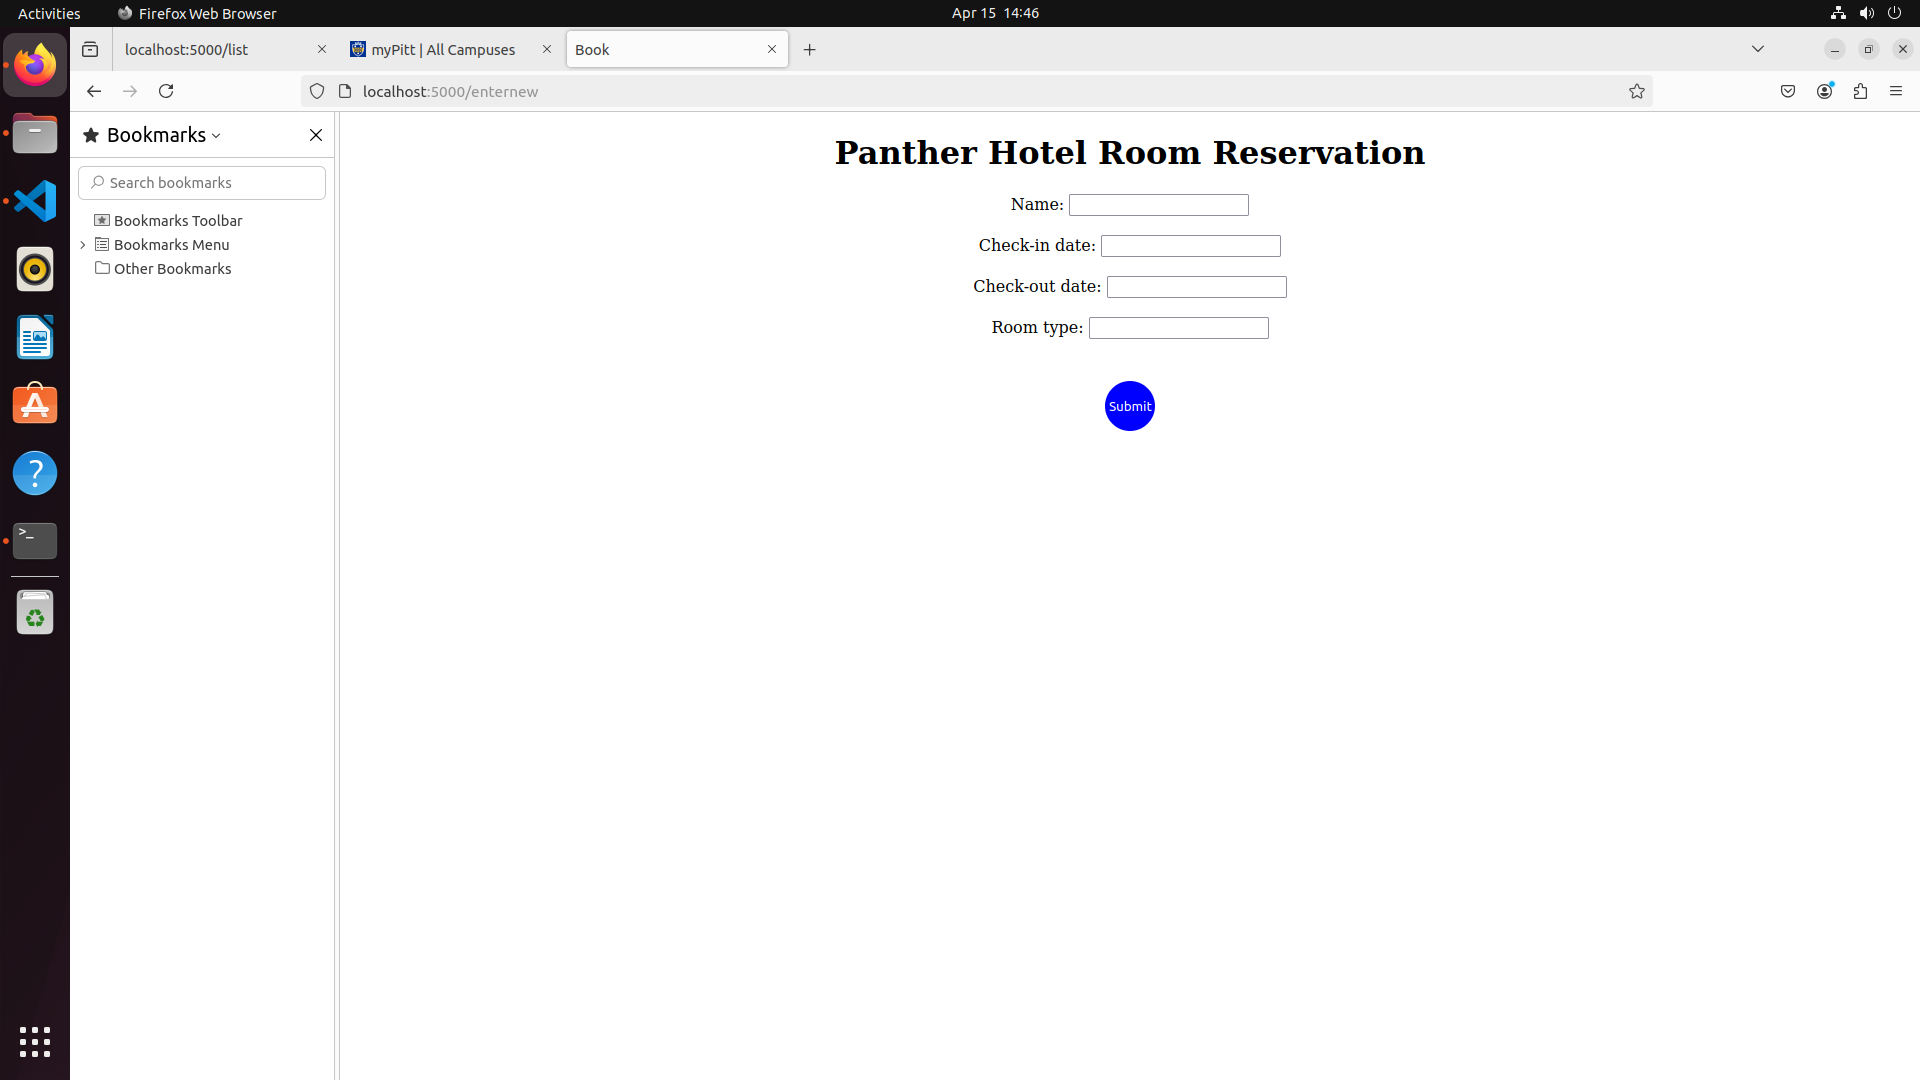 Activities
Firefox Web Browser
Apr 15 14:46
localhost:5000/list
myPitt | All Campuses
Book
localhost:5000/enternew
Bookmarks
Search bookmarks
Bookmarks Toolbar
Bookmarks Menu
Other Bookmarks
Panther Hotel Room Reservation
Name:
Check-in date:
Check-out date:
Room type:
Submit